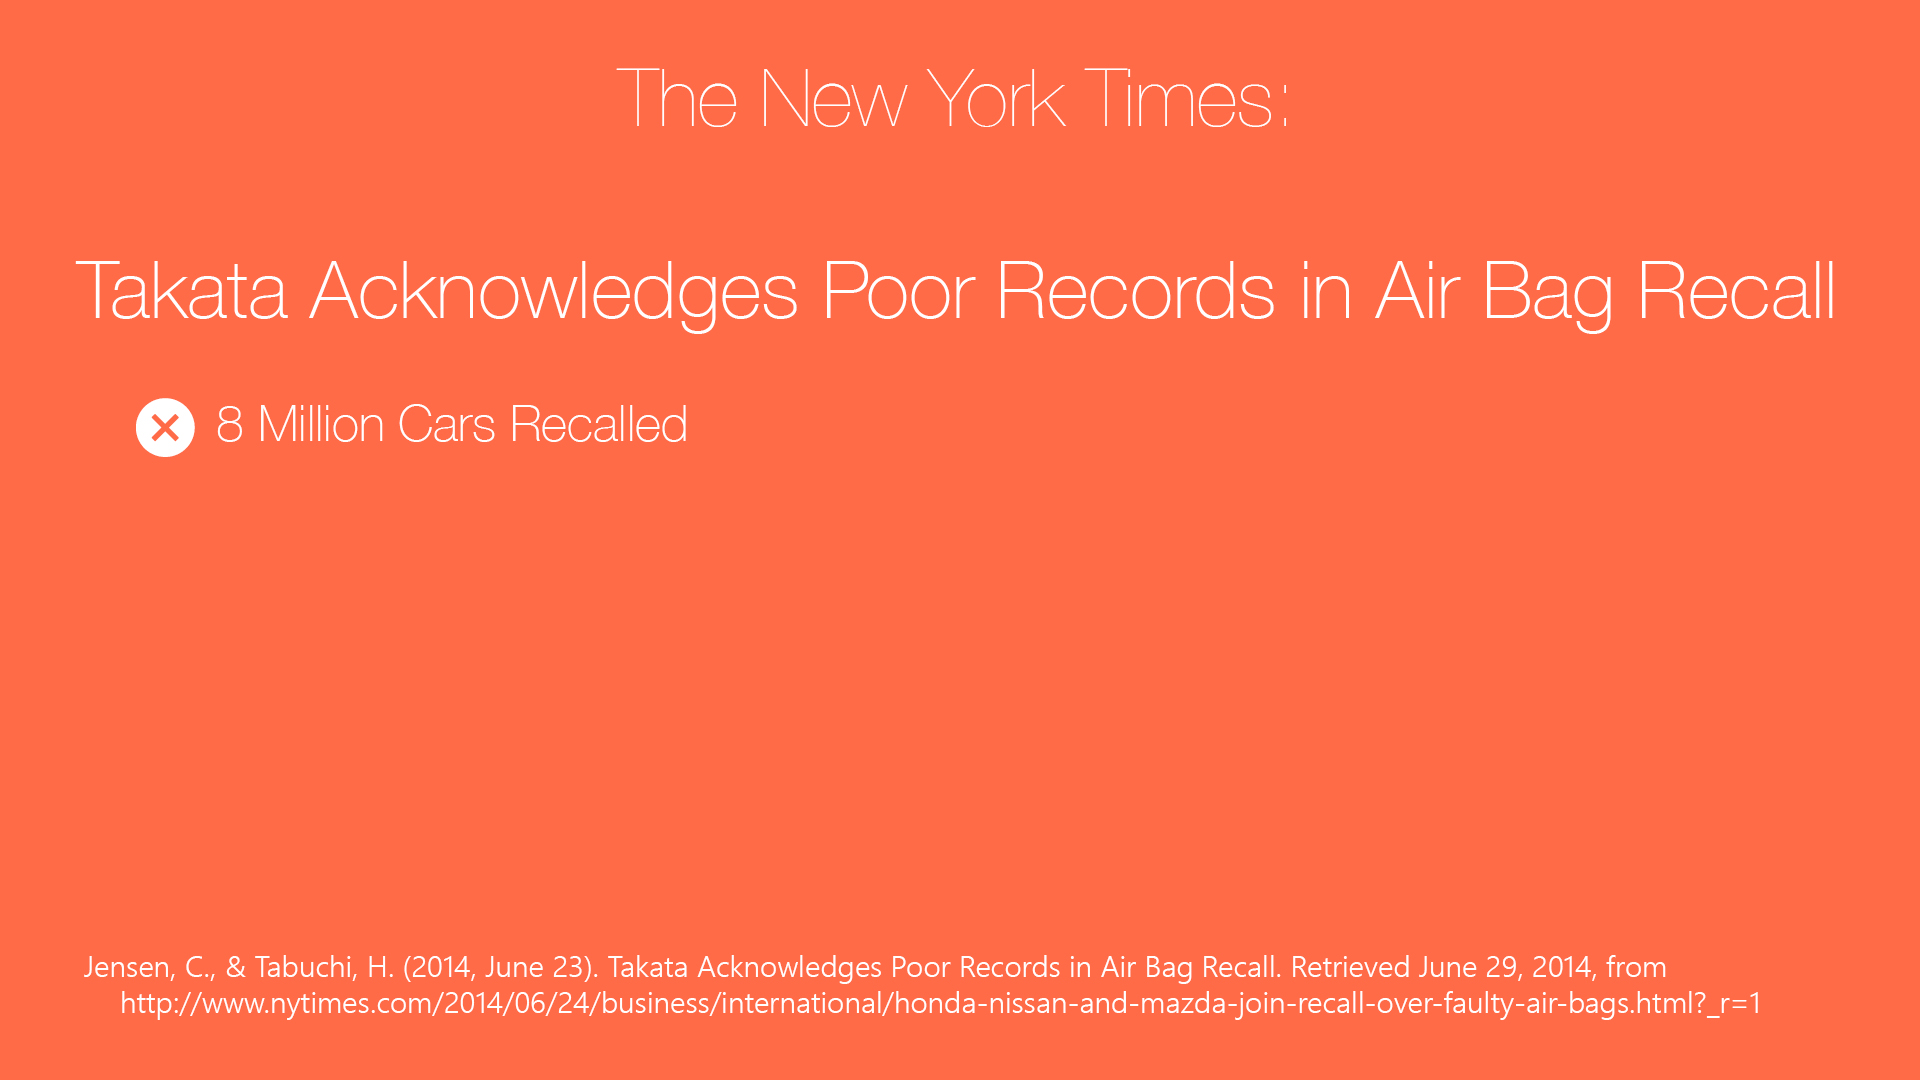 The New York Times:
Takata Acknowledges Poor Records in Air Bag Recall
8 Million Cars Recalled
Jensen, C., & Tabuchi, H. (2014, June 23). Takata Acknowledges Poor Records in Air Bag Recall. Retrieved June 29, 2014, from
http://www.nytimes.com/2014/06/24/business/international/honda-nissan-and-mazda-join-recall-over-faulty-air-bags.html?_r=1